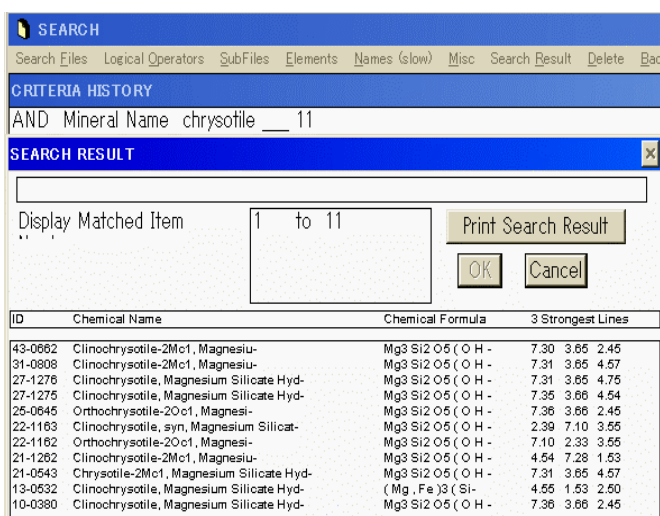 SEARCH
Search Files Logical Operators SubFiles Elements Names (slow) Misc Search Result Delete
CRITERIA HISTORY
AND Mineral Name chrysotile ___ 11
SEARCH RESULT
Display Matched Item
1 to 11
Print Search Result
OK Cancel
ID Chemical Name Chemical Formula 3 Strongest Lines
43-0662 Clinochrysotile-2Mc1, Magnesiu- Mg3 Si2 O5 ( O H - 7.30 3.65 2.45
31-0808 Clinochrysotile-2Mc1, Magnesiu- Mg3 Si2 O5 ( O H - 7.31 3.65 4.57
27-1276 Clinochrysotile, Magnesium Silicate Hyd- Mg3 Si2 O5 ( O H - 7.31 3.65 4.75
27-1275 Clinochrysotile, Magnesium Silicate Hyd- Mg3 Si2 O5 ( O H - 7.35 3.66 4.54
25-0645 Orthochrysotile-2Oc1, Magnesi- Mg3 Si2 O5 ( O H - 7.36 3.66 2.45
22-1163 Clinochrysotile, syn, Magnesium Silicat- Mg3 Si2 O5 ( O H - 2.39 7.10 3.55
22-1162 Orthochrysotile-2Oc1, Magnesi- Mg3 Si2 O5 ( O H - 7.10 2.33 3.55
21-1262 Clinochrysotile-2Mc1, Magnesiu- Mg3 Si2 O5 ( O H - 4.54 7.28 1.53
21-0543 Chrysotile-2Mc1, Magnesium Silicate Hyd- Mg3 Si2 O5 ( O H - 7.31 3.65 4.57
13-0532 Clinochrysotile, Magnesium Silicate Hyd- ( Mg , Fe )3 ( Si- 4.55 1.53 2.50
10-0380 Clinochrysotile, Magnesium Silicate Hyd- Mg3 Si2 O5 ( O H - 7.36 3.66 2.45